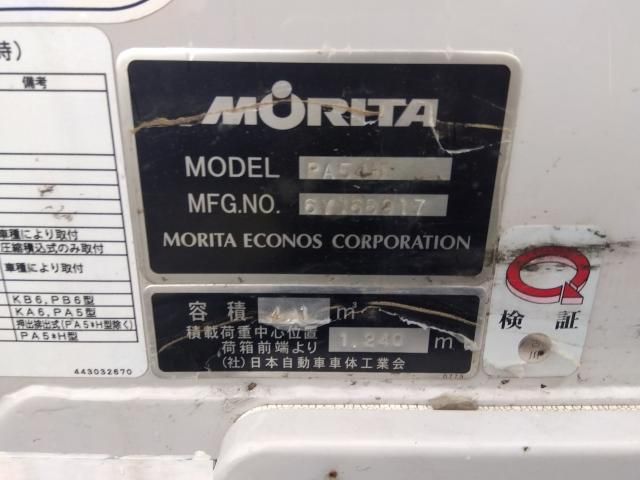 時)
備考
車種により取付
圧縮積込式のみ取付
車種により取付
KB6,PB6型
KA6,PA5型
押出排出式(PA5*H型除く)
PA5*H型
443032670
MORITA
MODEL
MFG.NO.
MORITA ECONOS CORPORATION
容積 4.1 m³
積載荷重中心位置
荷箱前端より 1.240 m
(社)日本自動車車体工業会
検 証